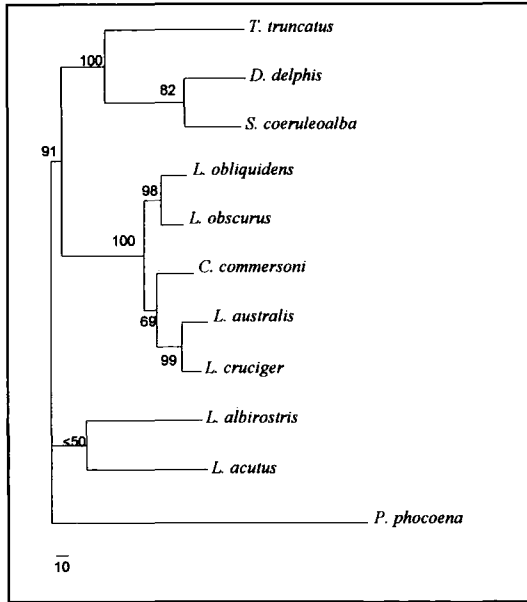 T. truncatus
100
D. delphis
82
S. coeruleoalba
91
L. obliquidens
98
L. obscurus
100
C. commersoni
L. australis
69
99
L. cruciger
L. albirostris
<50
L. acutus
P. phocoena
10